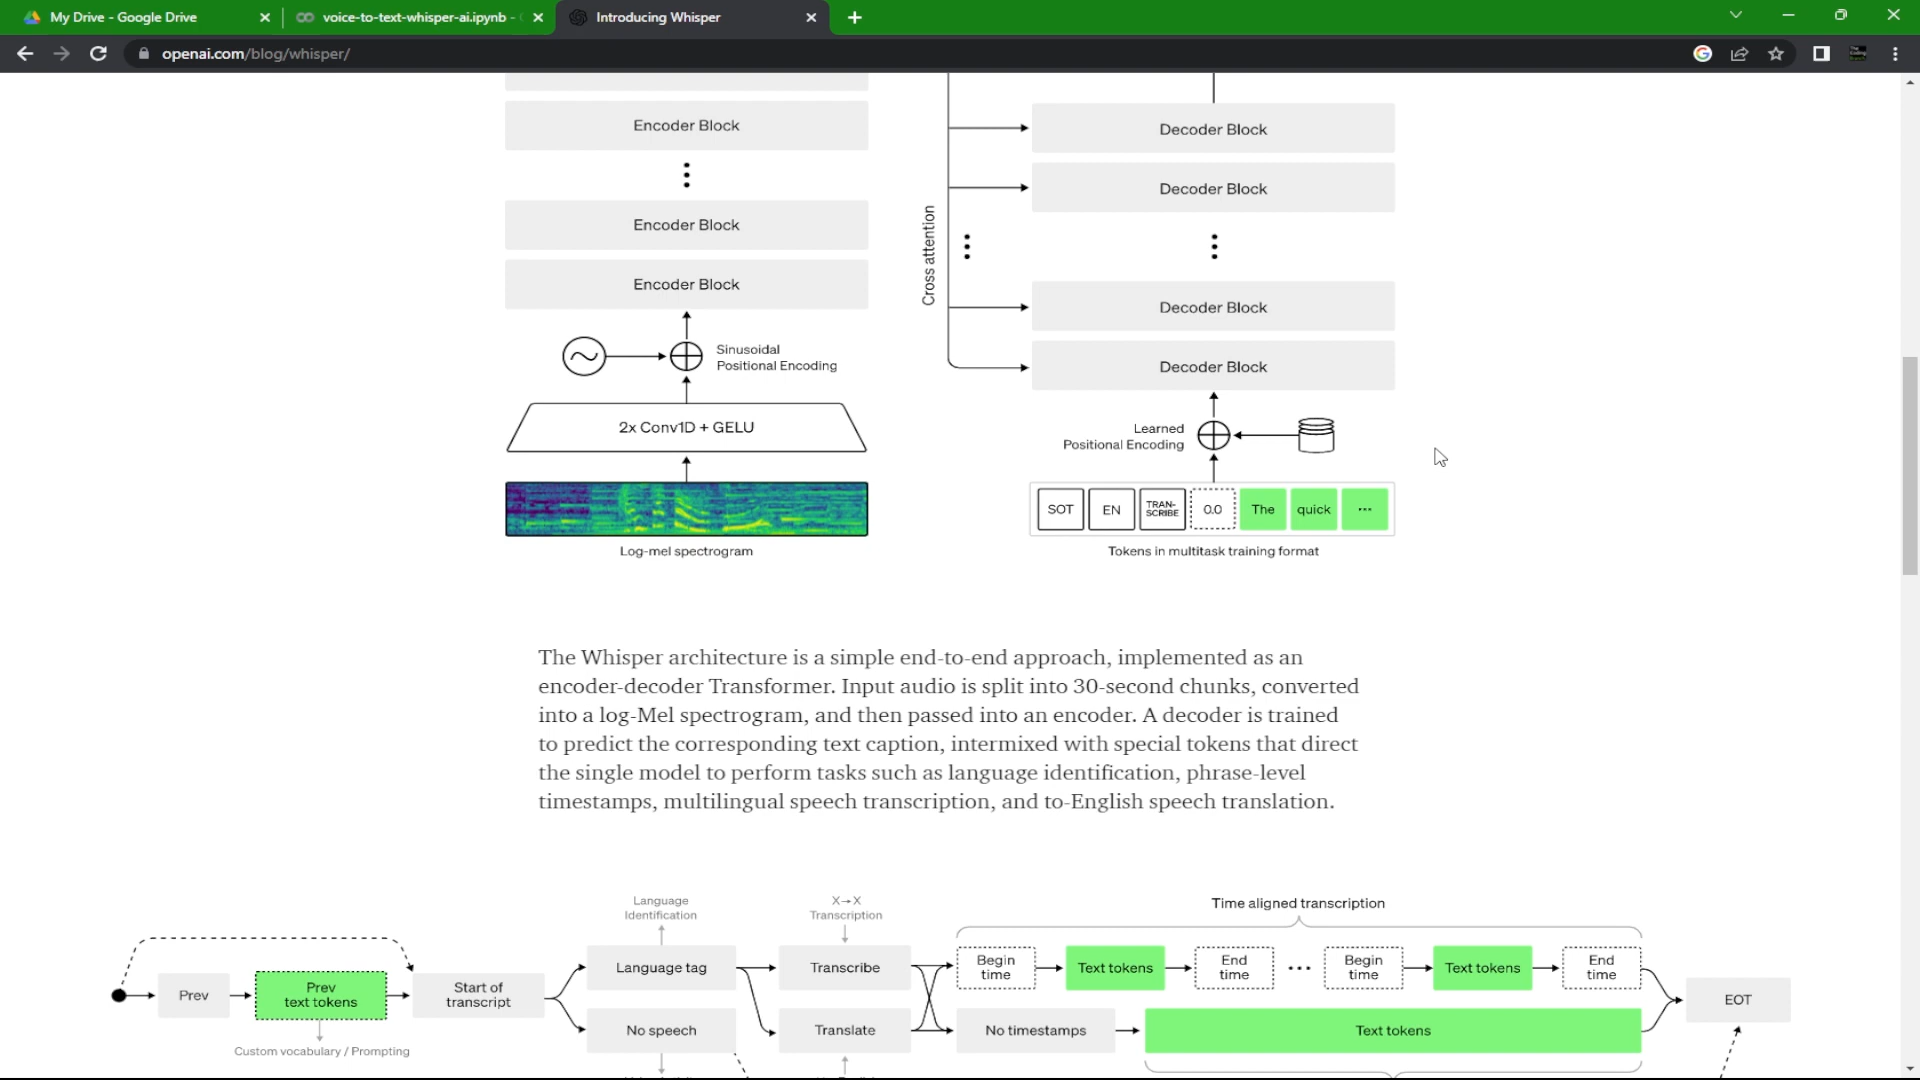 My Drive - Google Drive
voice-to-text-whisper-ai.ipynb -
Introducing Whisper
openai.com/blog/whisper/
Encoder Block
Encoder Block
Encoder Block
Sinusoidal
Positional Encoding
2x Conv1D + GELU
Log-mel spectrogram
Cross attention
Decoder Block
Decoder Block
Decoder Block
Decoder Block
Learned
Positional Encoding
SOT EN TRAN-
SCRIBE 0.0 The quick ...
Tokens in multitask training format
The Whisper architecture is a simple end-to-end approach, implemented as an
encoder-decoder Transformer. Input audio is split into 30-second chunks, converted
into a log-Mel spectrogram, and then passed into an encoder. A decoder is trained
to predict the corresponding text caption, intermixed with special tokens that direct
the single model to perform tasks such as language identification, phrase-level
timestamps, multilingual speech transcription, and to-English speech translation.
Language
Identification
X→X
Transcription
Time aligned transcription
Prev
Prev
text tokens
Start of
transcript
Language tag
Transcribe
Begin
time
Text tokens
End
time
...
Begin
time
Text tokens
End
time
EOT
No speech
Translate
No timestamps
Text tokens
Custom vocabulary / Prompting